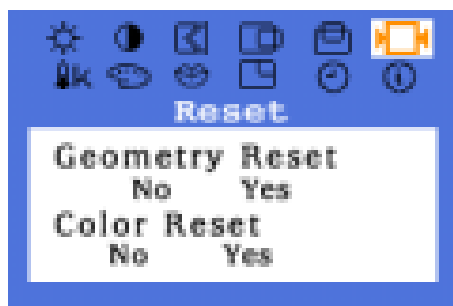 k
Reset
Geometry Reset
No Yes
Color Reset
No Yes